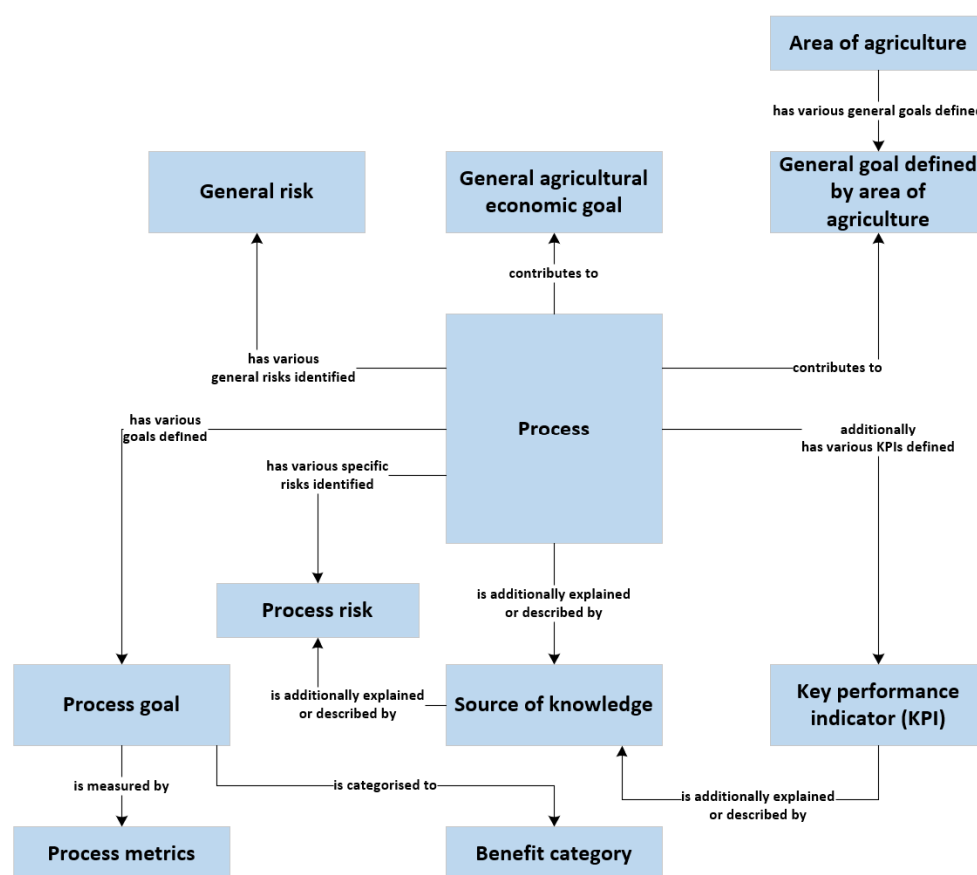 Area of agriculture
has various general goals defined
General risk
General agricultural
economic goal
General goal defined
by area of
agriculture
contributes to
has various
general risks identified
contributes to
Process
has various
goals defined
additionally
has various KPIs defined
has various specific
risks identified
is additionally explained
or described by
Process risk
Process goal
is additionally explained
or described by
Source of knowledge
Key performance
indicator (KPI)
is measured by
is categorised to
is additionally explained
or described by
Process metrics
Benefit category